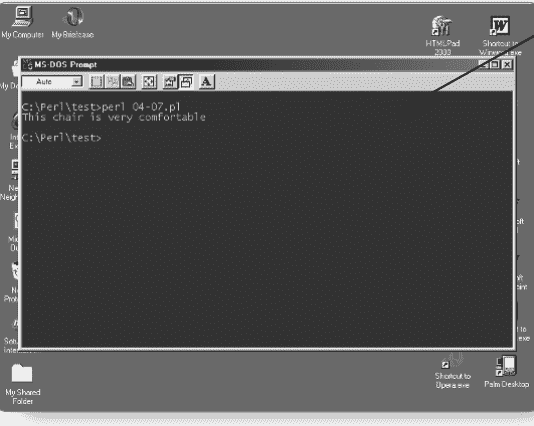 My Computer
My Briefcase
HTMLPad
2000
Shortcut to
MS-DOS Prompt
Auto
A
C:\Perl\test>perl 04-07.pl
This chair is very comfortable
C:\Perl\test>
Shortcut to
Opera.exe
Palm Desktop
My Shared
Folder